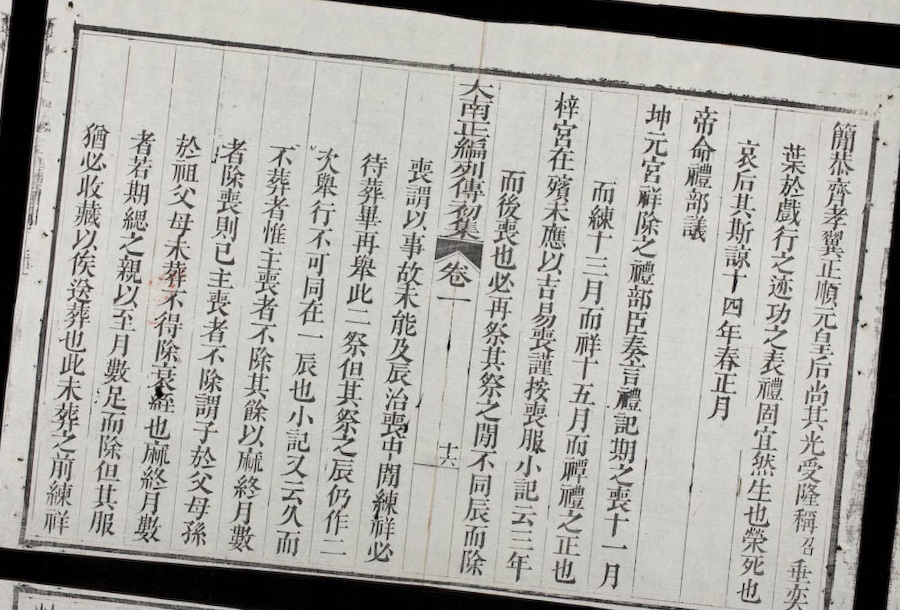 簡恭齊孝翼正順元皇后尚其光受隆稱韶垂奕
葉於戲行之迹功之表禮固宜然生也榮死也
哀后其斯諒十四年春正月
帝命禮部議
坤元宮祥除之禮部臣奏言禮記期之喪十一月
而練十三月而祥十五月而禫禮之正也
梓宮在殯未應以吉易喪謹按喪服小記云三年
而後喪也必再祭其祭之閒不同辰而除
大南正編列傳初集 卷一 十六
喪謂以事故未能及辰治喪中閒練祥必
待葬畢再舉此二祭但其祭之辰仍作二
次舉行不可同在一辰也小記又云久而
不葬者惟主喪者不除其餘以麻終月數
者除喪則已主喪者不除謂子於父母孫
於祖父母未葬不得除衰絰也麻終月數
者若期緦之親以至月數足而除但其服
猶必收藏以俟送葬也此未葬之前練祥